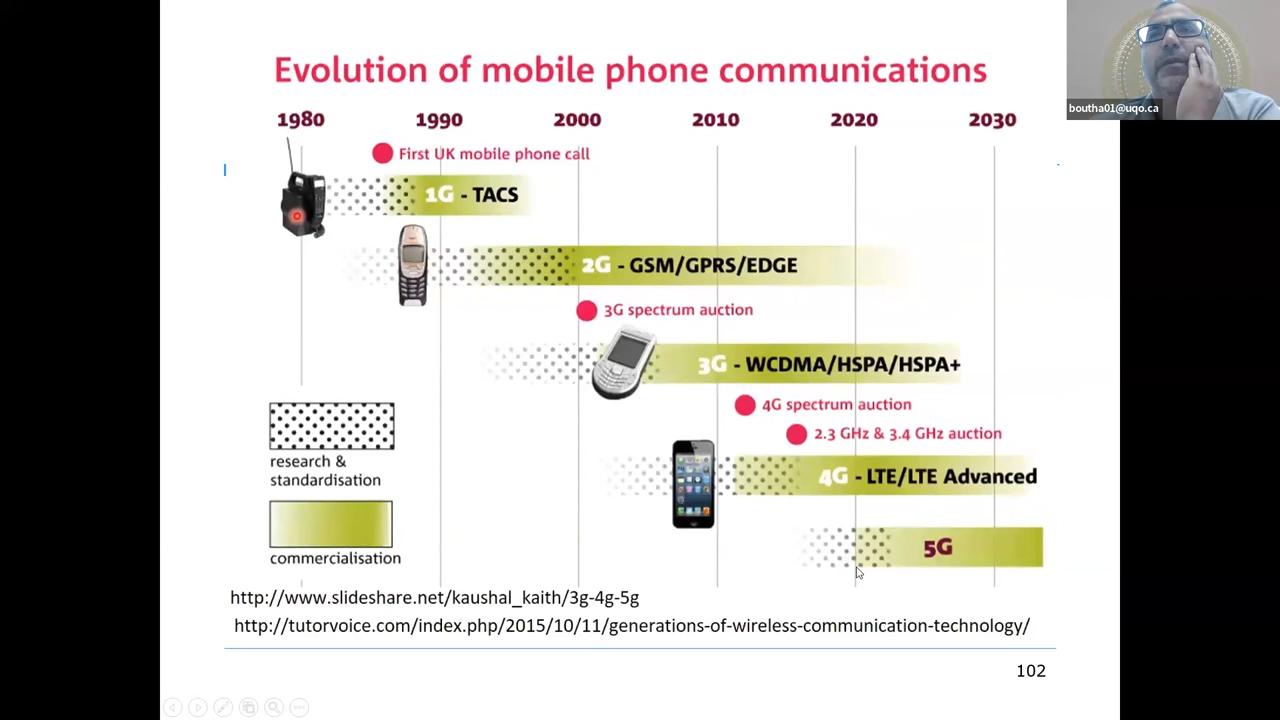 Evolution of mobile phone communications
1980 1990 2000 2010 2020 2030
First UK mobile phone call
1G - TACS
2G - GSM/GPRS/EDGE
3G spectrum auction
3G - WCDMA/HSPA/HSPA+
4G spectrum auction
2.3 GHz & 3.4 GHz auction
4G - LTE/LTE Advanced
5G
research &
standardisation
commercialisation
http://www.slideshare.net/kaushal_kaith/3g-4g-5g
http://tutorvoice.com/index.php/2015/10/11/generations-of-wireless-communication-technology/
102
boutha01@uqo.ca